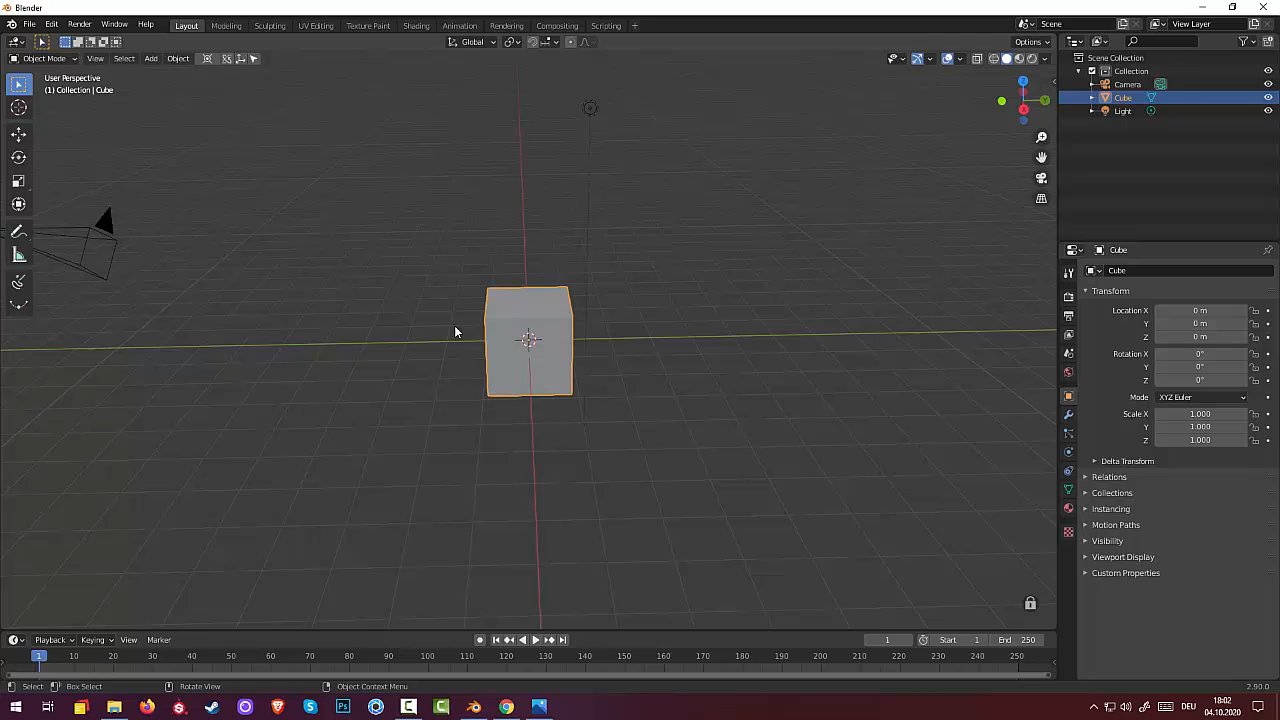 Blender
File Edit Render Window Help Layout Modeling Sculpting UV Editing Texture Paint Shading Animation Rendering Compositing Scripting + Scene View Layer
Global Options
Object Mode View Select Add Object
User Perspective
(1) Collection | Cube
Scene Collection
Collection
Camera
Cube
Light
Cube
Cube
Transform
Location X 0 m
Y 0 m
Z 0 m
Rotation X 0°
Y 0°
Z 0°
Mode XYZ Euler
Scale X 1.000
Y 1.000
Z 1.000
Delta Transform
Relations
Collections
Instancing
Motion Paths
Visibility
Viewport Display
Custom Properties
Playback Keying View Marker 1 Start 1 End 250
1 10 20 30 40 50 60 70 80 90 100 110 120 130 140 150 160 170 180 190 200 210 220 230 240 250
Select Box Select Rotate View Object Context Menu 2.90.0
DEU 18:02
04.10.2020